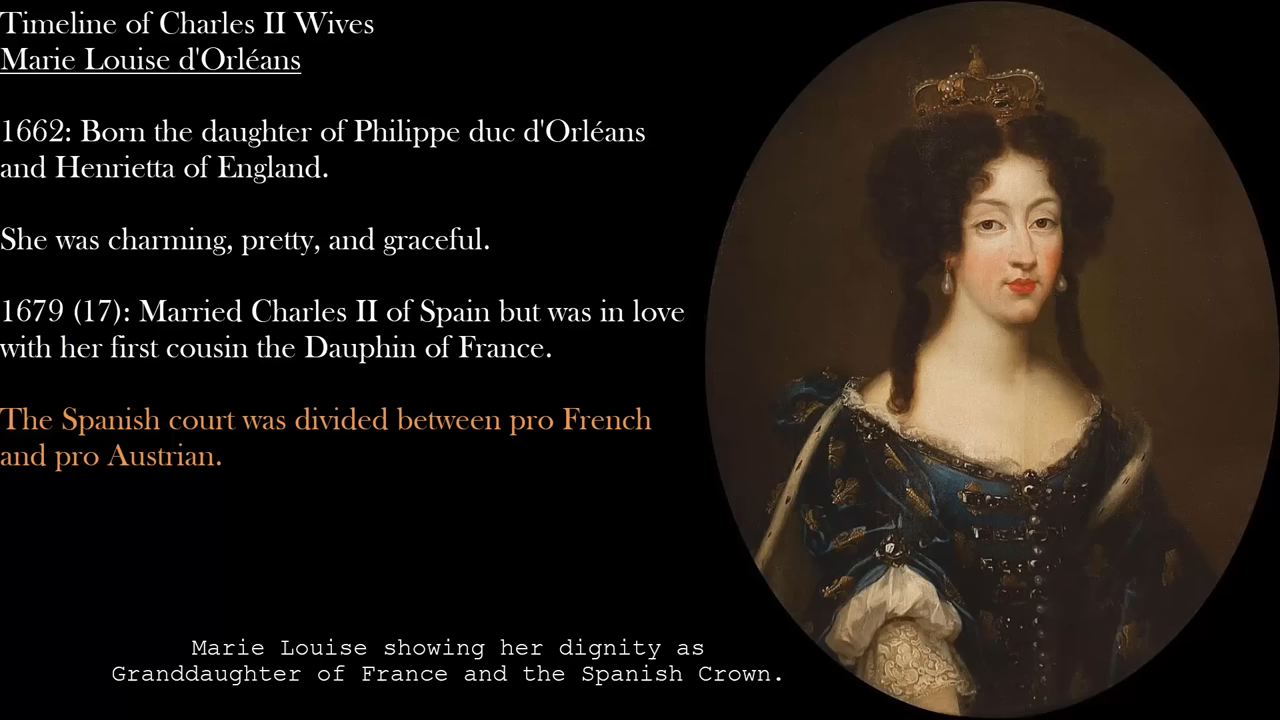 Timeline of Charles II Wives
Marie Louise d'Orléans
1662: Born the daughter of Philippe duc d'Orléans
and Henrietta of England.
She was charming, pretty, and graceful.
1679 (17): Married Charles II of Spain but was in love
with her first cousin the Dauphin of France.
The Spanish court was divided between pro French
and pro Austrian.
Marie Louise showing her dignity as
Granddaughter of France and the Spanish Crown.